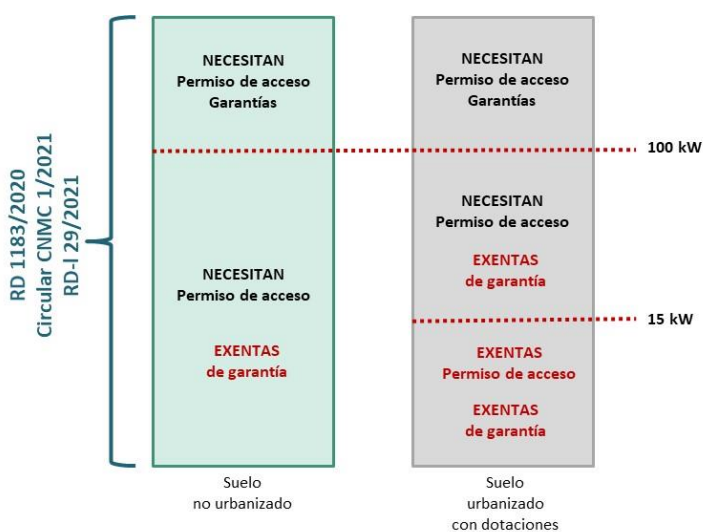 RD 1183/2020
Circular CNMC 1/2021
RD-l 29/2021
NECESITAN
Permiso de acceso
Garantías
NECESITAN
Permiso de acceso
EXENTAS
de garantía
Suelo
no urbanizado
NECESITAN
Permiso de acceso
Garantías
100 kW
NECESITAN
Permiso de acceso
EXENTAS
de garantía
15 kW
EXENTAS
Permiso de acceso
EXENTAS
de garantía
Suelo
urbanizado
con dotaciones